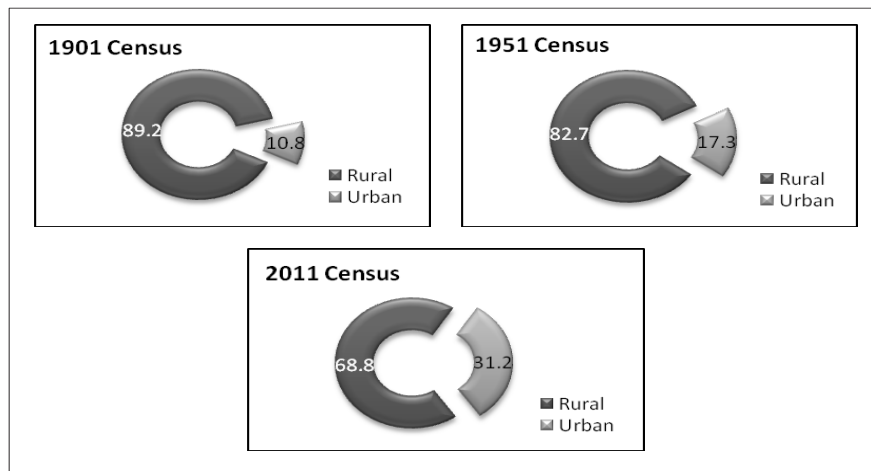 1901 Census
89.2
10.8
Rural
Urban
1951 Census
82.7
17.3
Rural
Urban
2011 Census
68.8
31.2
Rural
Urban